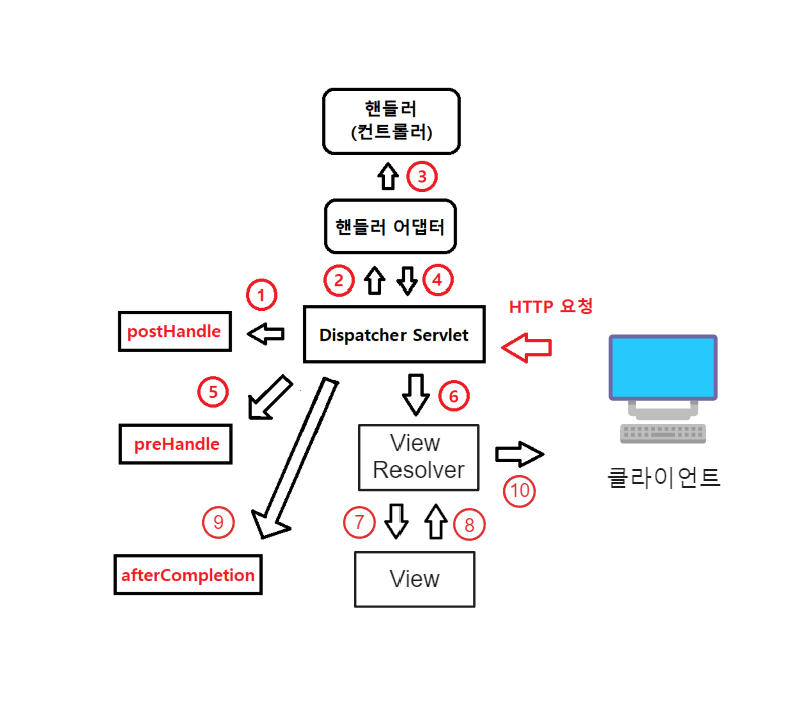 핸들러
(컨트롤러)
3
핸들러 어댑터
2
4
1
HTTP 요청
postHandle
Dispatcher Servlet
5
6
preHandle
View
Resolver
클라이언트
10
9
7
8
afterCompletion
View